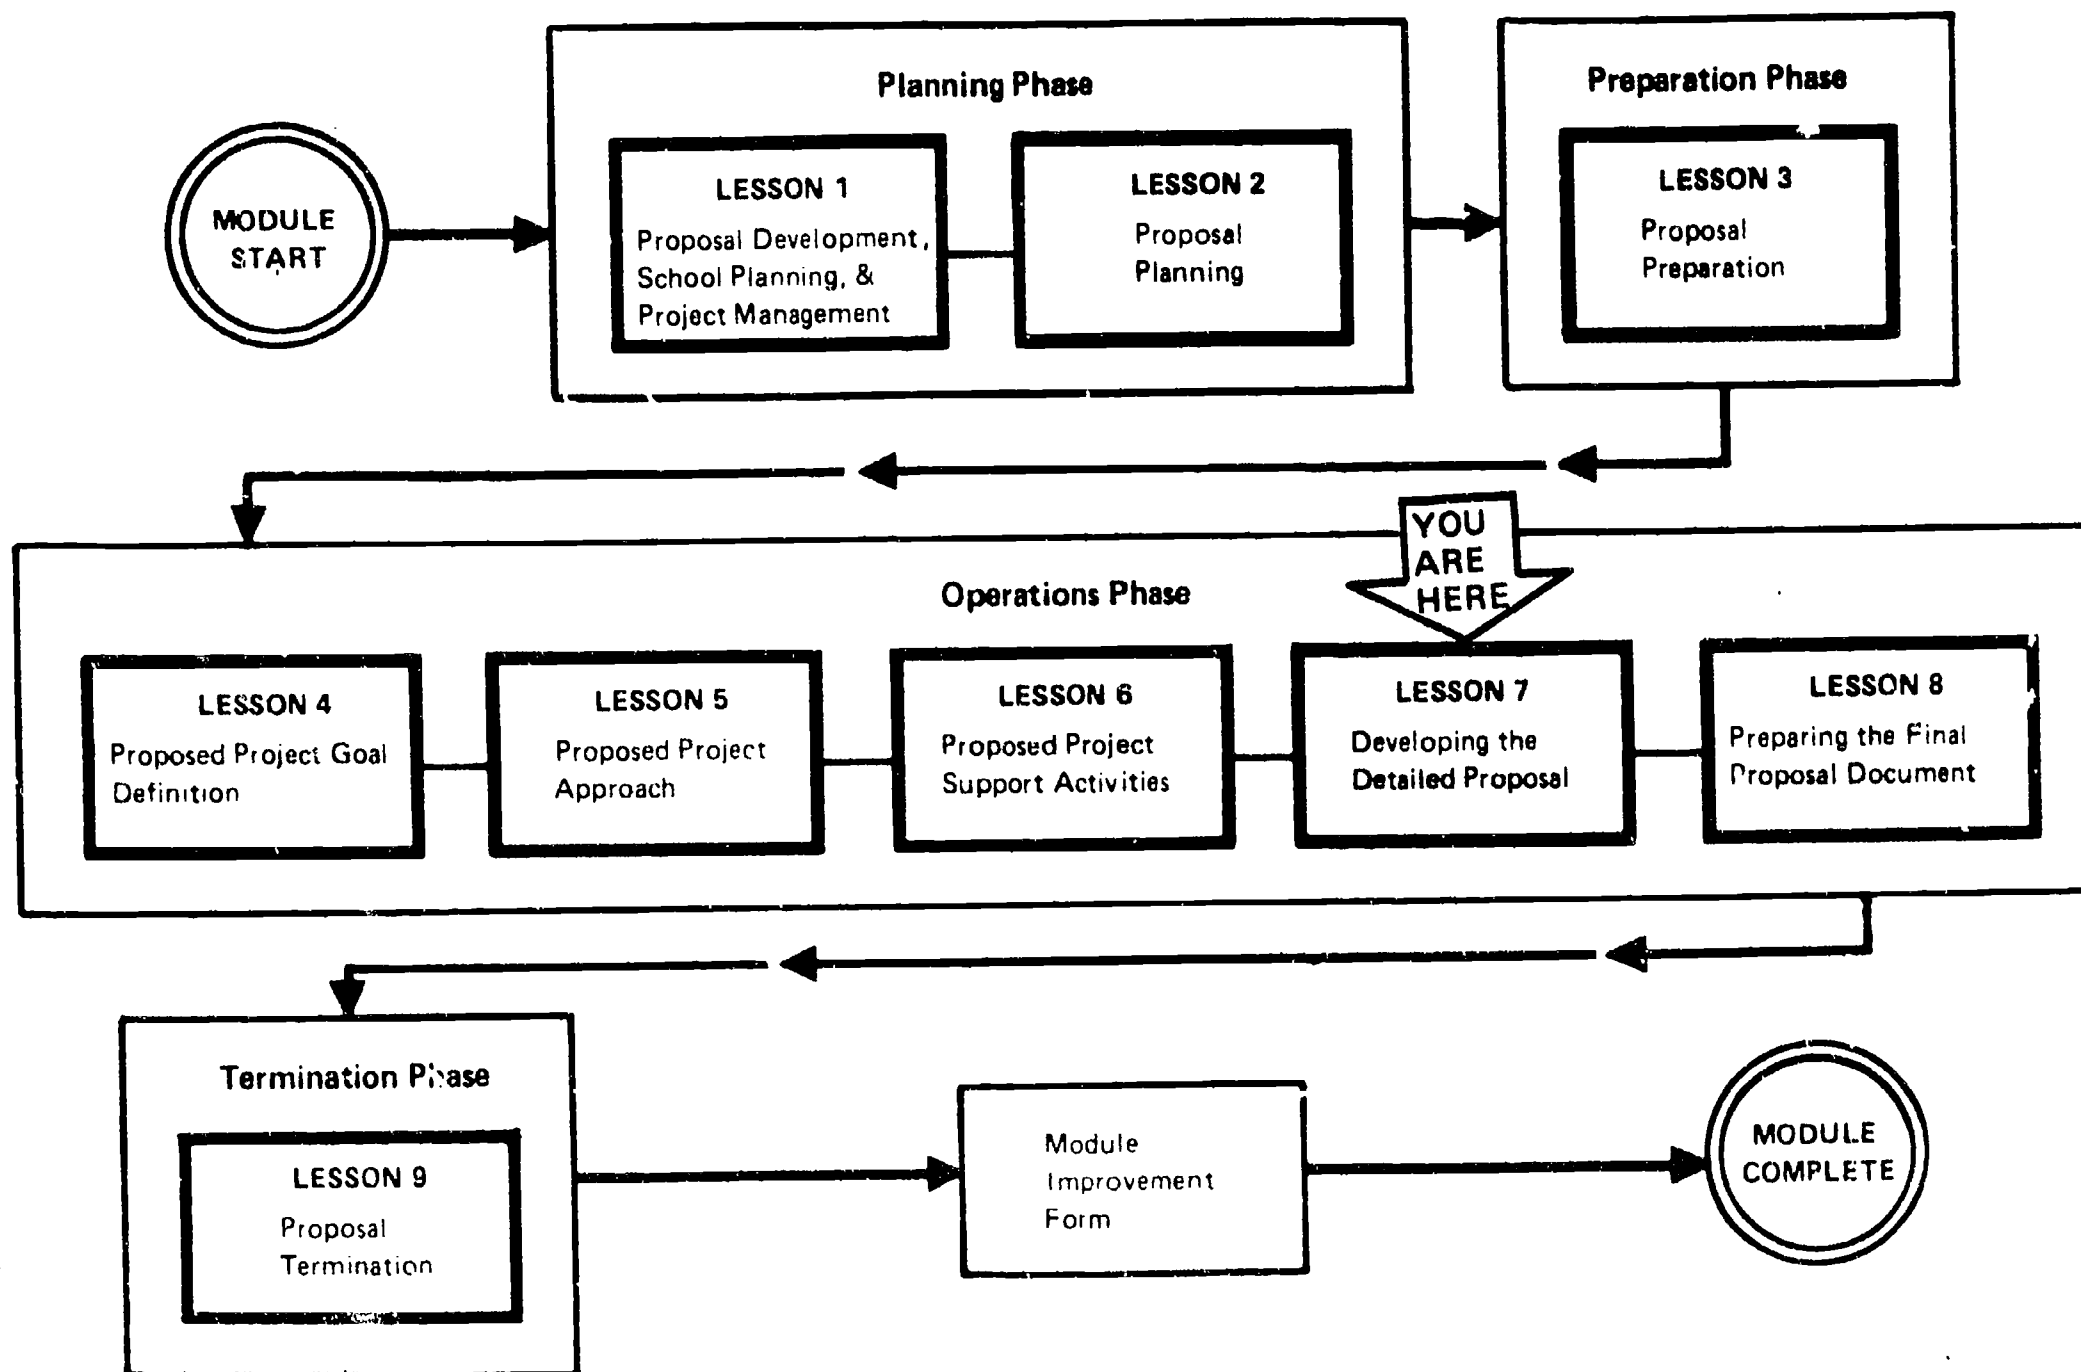 Planning Phase
Preparation Phase
MODULE
START
LESSON 1
Proposal Development,
School Planning, &
Project Management
LESSON 2
Proposal
Planning
LESSON 3
Proposal
Preparation
YOU
ARE
HERE
Operations Phase
LESSON 4
Proposed Project Goal
Definition
LESSON 5
Proposed Project
Approach
LESSON 6
Proposed Project
Support Activities
LESSON 7
Developing the
Detailed Proposal
LESSON 8
Preparing the Final
Proposal Document
Termination Phase
LESSON 9
Proposal
Termination
Module
Improvement
Form
MODULE
COMPLETE